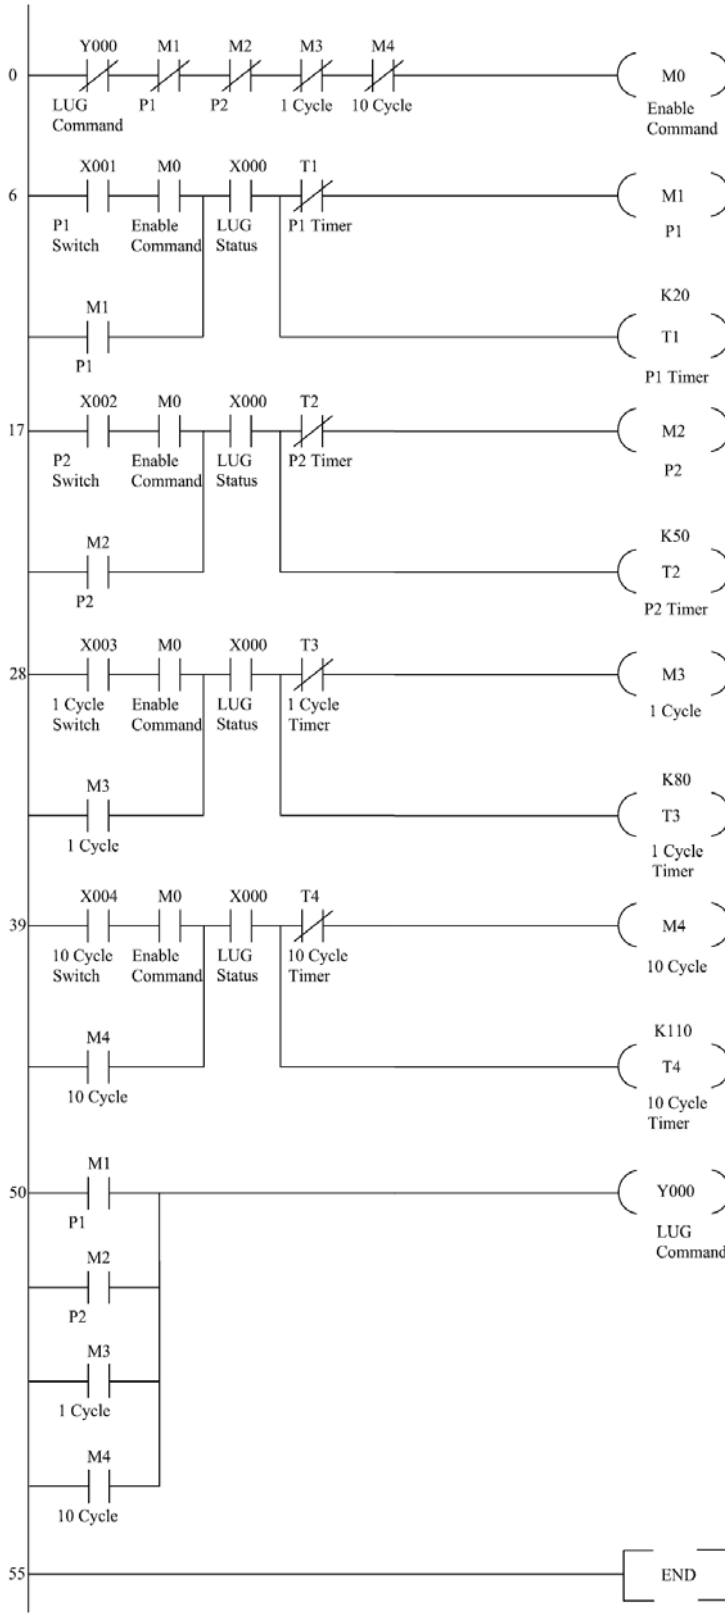 Y000 M1 M2 M3 M4
0 M0
LUG P1 P2 1 Cycle 10 Cycle Enable
Command Command
X001 M0 X000 T1
6 M1
P1 Enable LUG P1 Timer P1
Switch Command Status
K20
M1
T1
P1
P1 Timer
X002 M0 X000 T2
17 M2
P2 Enable LUG P2 Timer P2
Switch Command Status
K50
M2
T2
P2
P2 Timer
X003 M0 X000 T3
28 M3
1 Cycle Enable LUG 1 Cycle 1 Cycle
Switch Command Status Timer
K80
M3
T3
1 Cycle 1 Cycle
Timer
X004 M0 X000 T4
39 M4
10 Cycle Enable LUG 10 Cycle 10 Cycle
Switch Command Status Timer
K110
M4
T4
10 Cycle 10 Cycle
Timer
M1
50 Y000
P1 LUG
Command
M2
P2
M3
1 Cycle
M4
10 Cycle
55 END